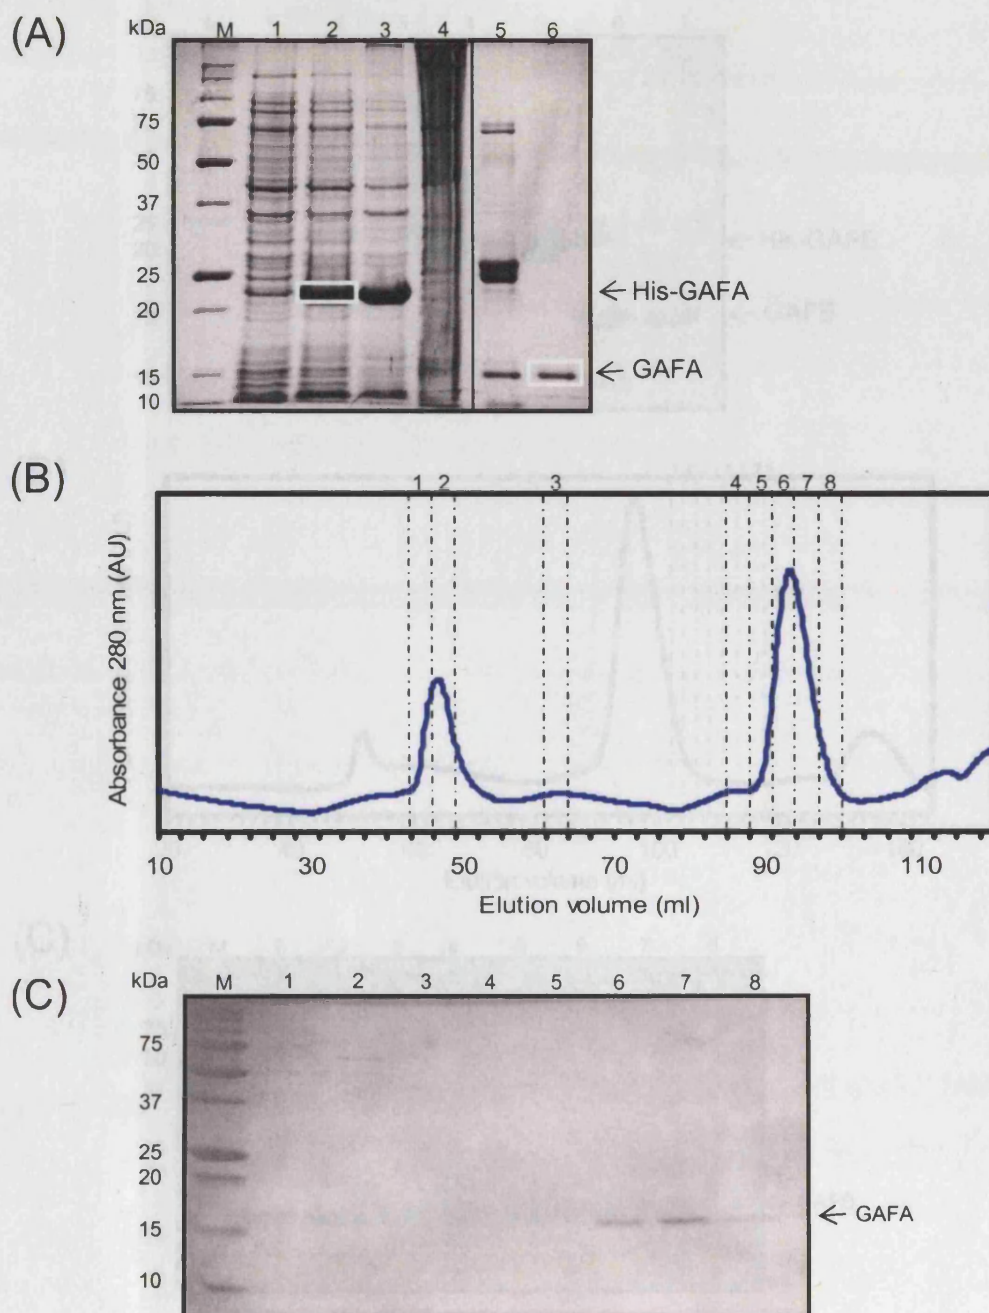 (A)
kDa M 1 2 3 4 5 6
75
50
37
25
← His-GAFA
20
15
← GAFA
10
(B)
1 2 3 4 5 6 7 8
Absorbance 280 nm (AU)
10 30 50 70 90 110
Elution volume (ml)
(C)
kDa M 1 2 3 4 5 6 7 8
75
37
25
20
15
← GAFA
10